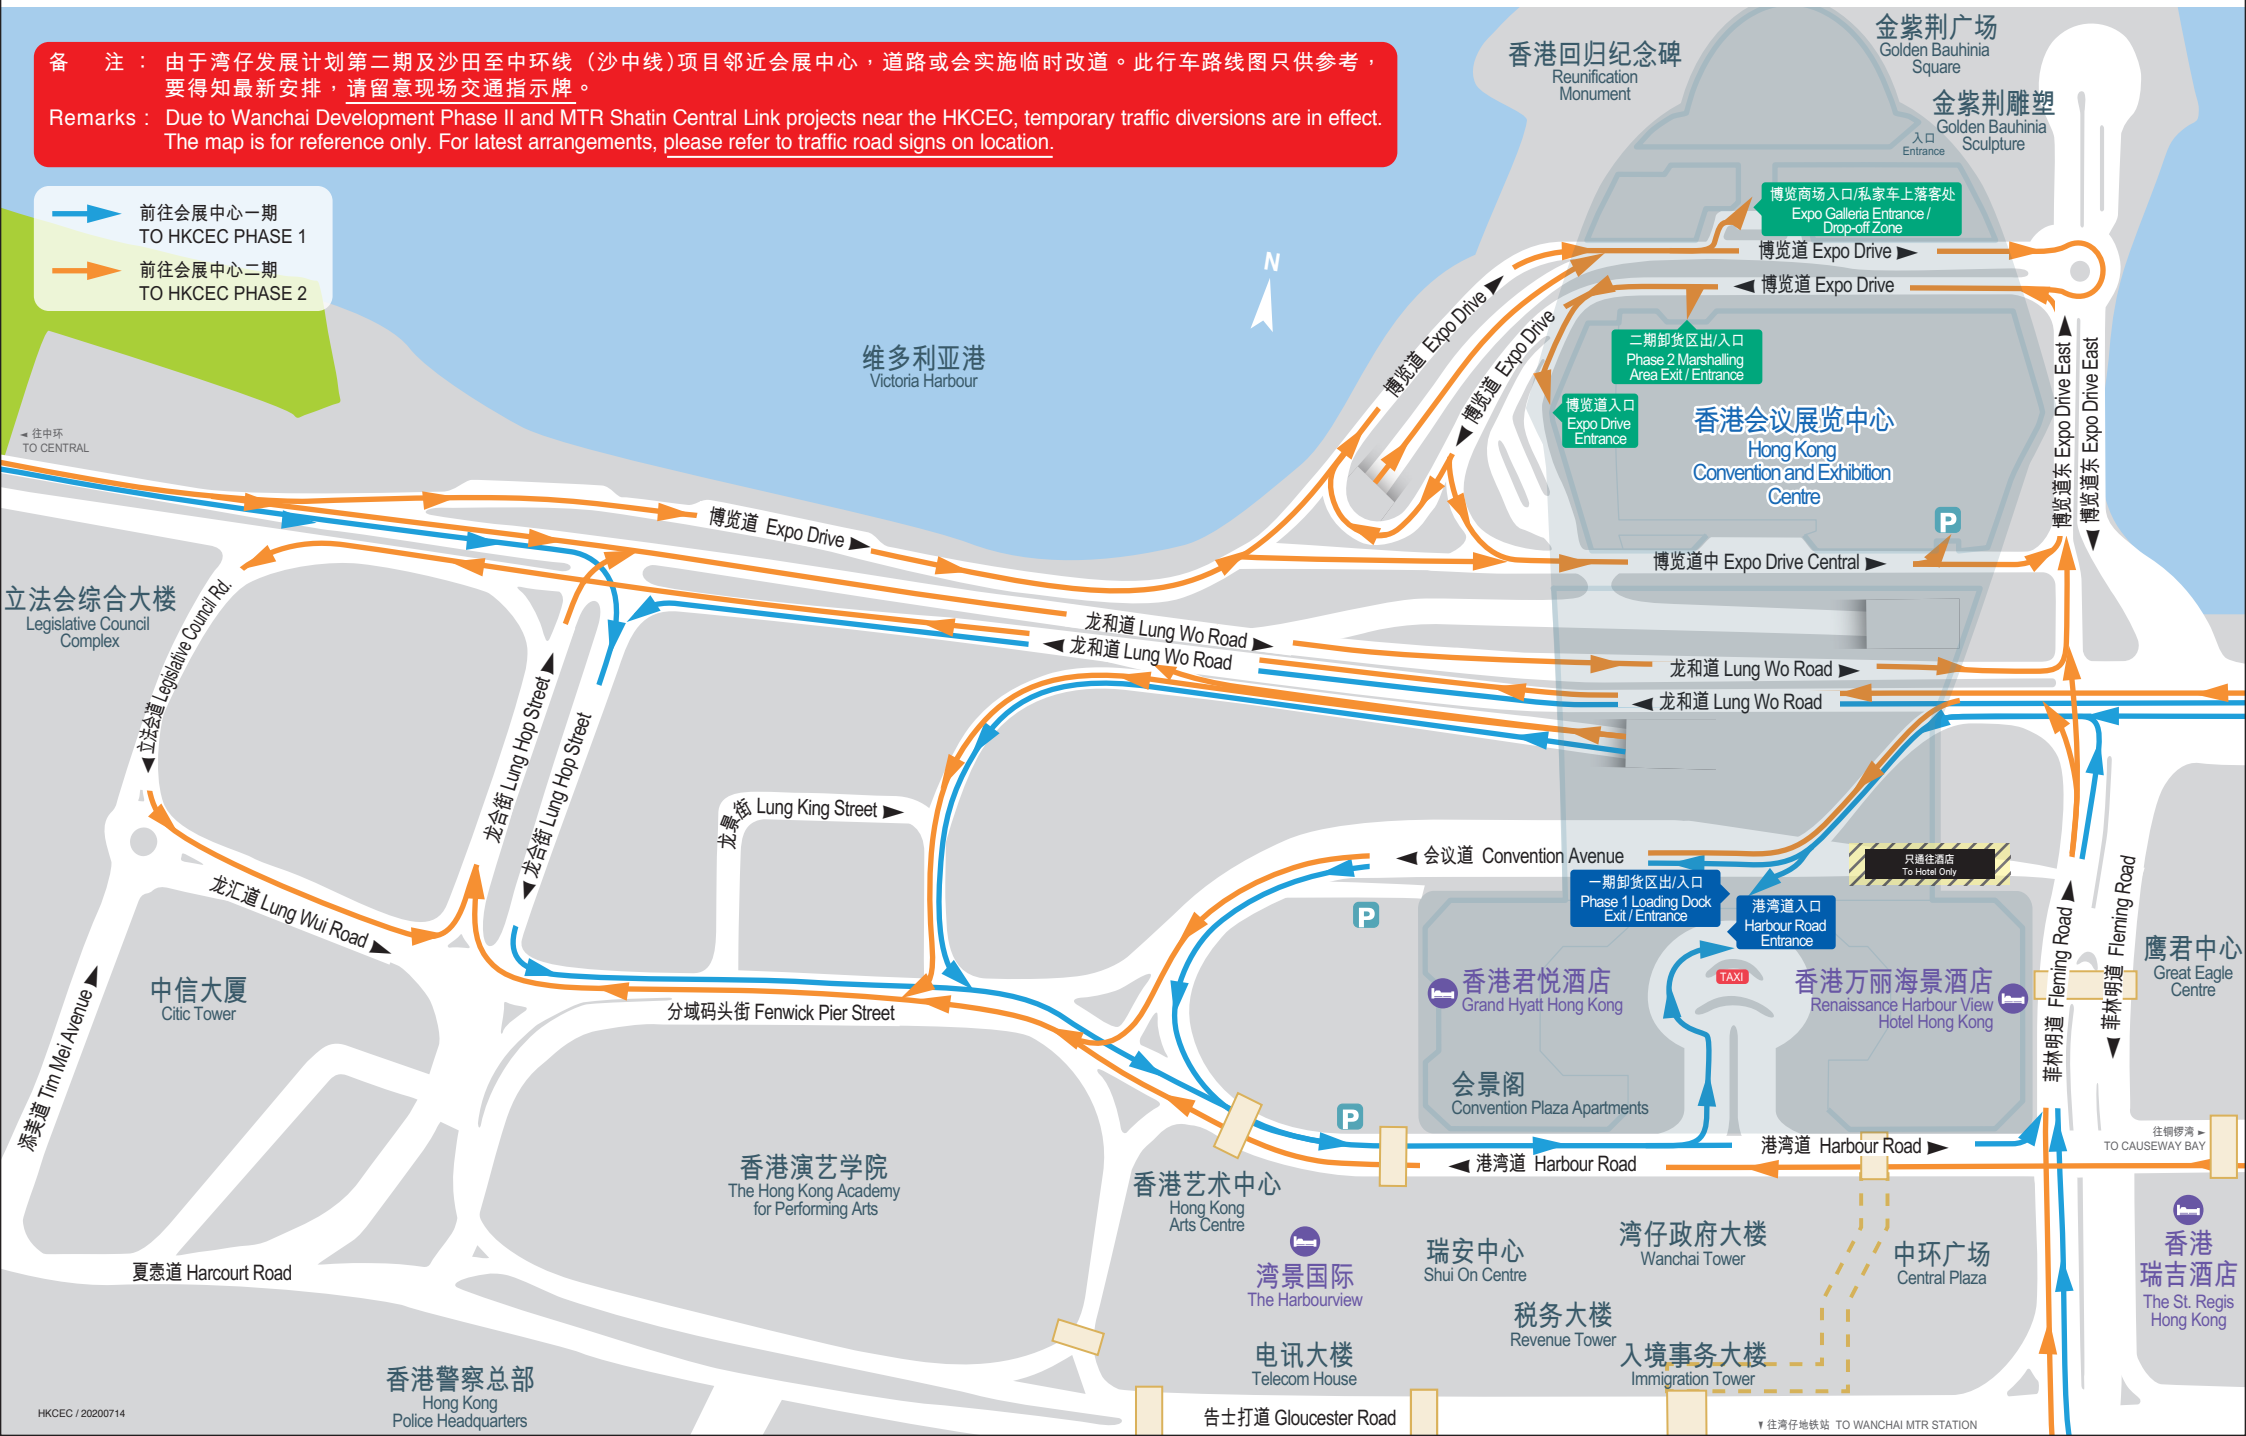 备 注 : 由于湾仔发展计划第二期及沙田至中环线（沙中线）项目邻近会展中心，道路或会实施临时改道。此行车路线图只供参考，
要得知最新安排，请留意现场交通指示牌。
Remarks : Due to Wanchai Development Phase II and MTR Shatin Central Link projects near the HKCEC, temporary traffic diversions are in effect.
The map is for reference only. For latest arrangements, please refer to traffic road signs on location.
前往会展中心一期
TO HKCEC PHASE 1
前往会展中心二期
TO HKCEC PHASE 2
N
香港回归纪念碑
Reunification
Monument
金紫荆广场
Golden Bauhinia
Square
金紫荆雕塑
Golden Bauhinia
Sculpture
入口
Entrance
博览商场入口/私家车上落客处
Expo Galleria Entrance /
Drop-off Zone
博览道 Expo Drive ►
◄ 博览道 Expo Drive
博览道 Expo Drive ►
◄ 博览道 Expo Drive
二期卸货区出/入口
Phase 2 Marshalling
Area Exit / Entrance
博览道入口
Expo Drive
Entrance
香港会议展览中心
Hong Kong
Convention and Exhibition
Centre
博览道东 Expo Drive East ►
◄ 博览道东 Expo Drive East
P
维多利亚港
Victoria Harbour
◄ 往中环
TO CENTRAL
博览道 Expo Drive ►
博览道中 Expo Drive Central ►
立法会综合大楼
Legislative Council
Complex
◄ 立法会道 Legislative Council Rd.
龙和道 Lung Wo Road ►
◄ 龙和道 Lung Wo Road
龙和道 Lung Wo Road ►
◄ 龙和道 Lung Wo Road
龙合街 Lung Hop Street ►
◄ 龙合街 Lung Hop Street
龙景街 Lung King Street ►
◄ 会议道 Convention Avenue
只通往酒店
To Hotel Only
一期卸货区出/入口
Phase 1 Loading Dock
Exit / Entrance
港湾道入口
Harbour Road
Entrance
P
TAXI
龙汇道 Lung Wui Road ►
中信大厦
Citic Tower
添美道 Tim Mei Avenue ►
分域码头街 Fenwick Pier Street
香港君悦酒店
Grand Hyatt Hong Kong
香港万丽海景酒店
Renaissance Harbour View
Hotel Hong Kong
菲林明道 Fleming Road ►
◄ 菲林明道 Fleming Road
鹰君中心
Great Eagle
Centre
会景阁
Convention Plaza Apartments
P
港湾道 Harbour Road ►
◄ 港湾道 Harbour Road
往铜锣湾 ►
TO CAUSEWAY BAY
香港演艺学院
The Hong Kong Academy
for Performing Arts
香港艺术中心
Hong Kong
Arts Centre
湾景国际
The Harbourview
瑞安中心
Shui On Centre
湾仔政府大楼
Wanchai Tower
中环广场
Central Plaza
香港
瑞吉酒店
The St. Regis
Hong Kong
夏悫道 Harcourt Road
税务大楼
Revenue Tower
电讯大楼
Telecom House
入境事务大楼
Immigration Tower
香港警察总部
Hong Kong
Police Headquarters
告士打道 Gloucester Road
▼ 往湾仔地铁站 TO WANCHAI MTR STATION
HKCEC / 20200714